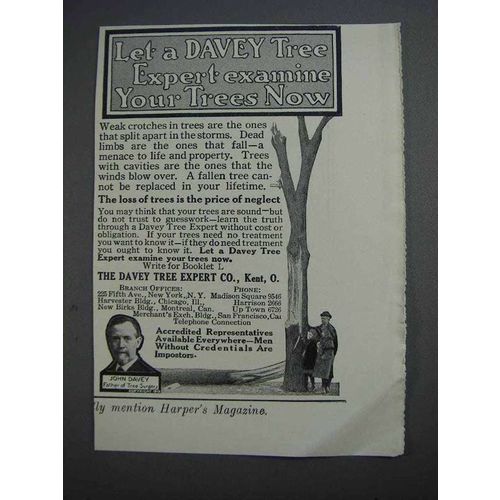 Let a DAVEY Tree
Expert examine
Your Trees Now
Weak crotches in trees are the ones
that split apart in the storms. Dead
limbs are the ones that fall—a
menace to life and property. Trees
with cavities are the ones that the
winds blow over. A fallen tree can-
not be replaced in your lifetime.
The loss of trees is the price of neglect
You may think that your trees are sound—but
do not trust to guesswork—learn the truth
through a Davey Tree Expert without cost or
obligation. If your trees need no treatment
you want to know it—if they do need treatment
you ought to know it. Let a Davey Tree
Expert examine your trees now.
Write for Booklet L
THE DAVEY TREE EXPERT CO., Kent, O.
BRANCH OFFICES: PHONE:
225 Fifth Ave., New York, N. Y. Madison Square 9546
Harvester Bldg., Chicago, Ill., Harrison 2666
New Birks Bldg., Montreal, Can. Up Town 6726
Merchant's Exch. Bldg., San Francisco, Cal
Telephone Connection
Accredited Representatives
Available Everywhere—Men
Without Credentials Are
Impostors.
JOHN DAVEY
Father of Tree Surgery
ly mention Harper's Magazine.